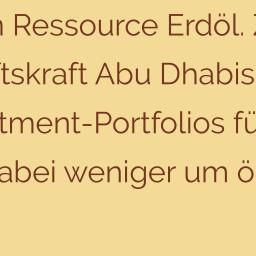 n Ressource Erdöl. Z
ftskraft Abu Dhabis
tment-Portfolios fü
abei weniger um ö